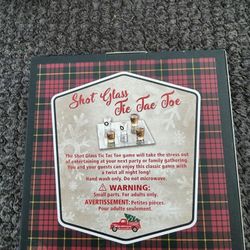 Shot Glass
Tic Tac Toe
The Shot Glass Tic Tac Toe game will take the stress out
of entertaining at your next party or family gathering.
You and your guests can enjoy this classic game with
a twist all night long!
Hand wash only. Do not microwave.
⚠ WARNING:
Small parts. For adults only.
AVERTISSEMENT: Petites pièces.
Pour adulte seulement.